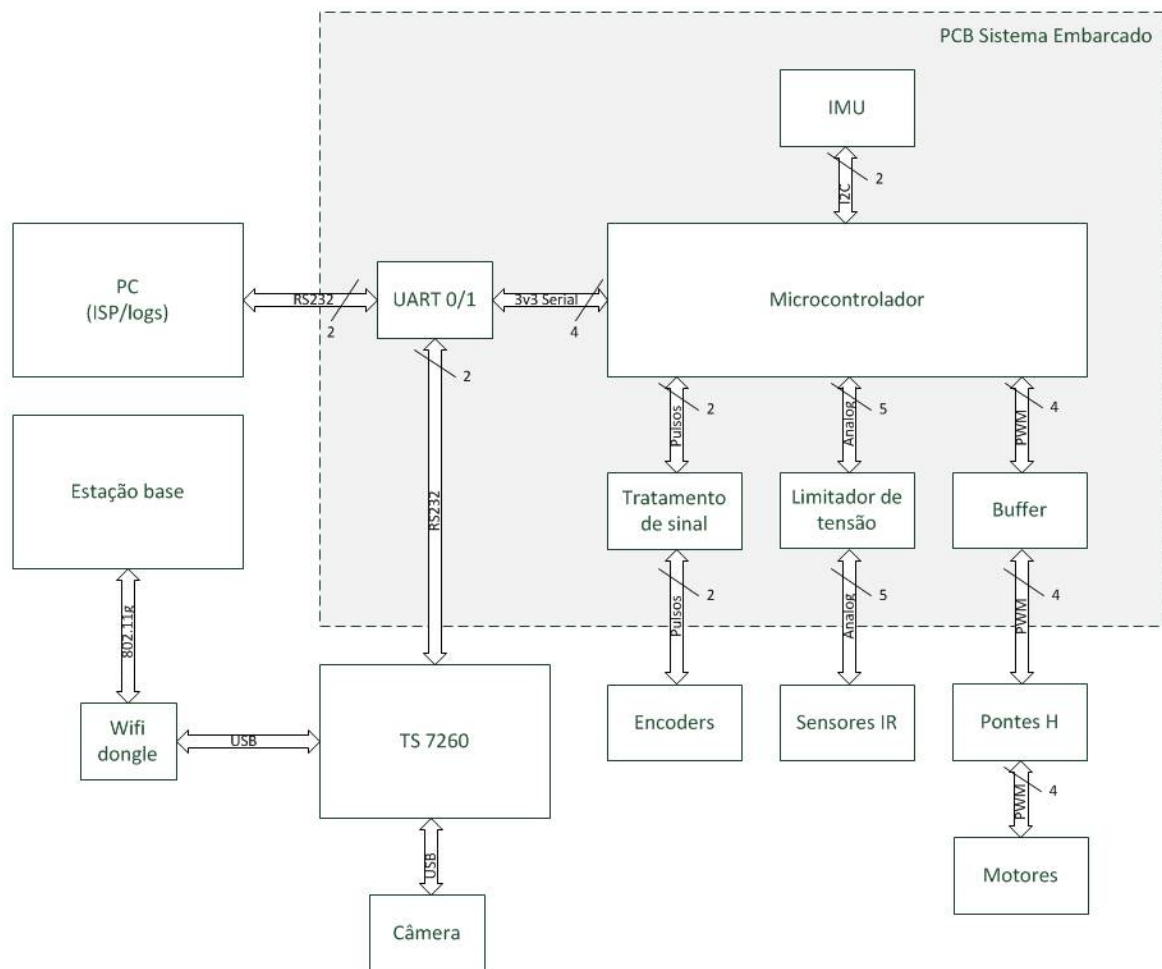 PCB Sistema Embarcado
IMU
2
I2C
PC
(ISP/logs)
RS232
2
UART 0/1
3v3 Serial
4
Microcontrolador
2
RS232
2
Pulsos
5
Analog
4
PWM
Estação base
Tratamento
de sinal
Limitador de
tensão
Buffer
2
Pulsos
5
Analog
4
PWM
802.11g
Wifi
dongle
USB
TS 7260
Encoders
Sensores IR
Pontes H
4
PWM
USB
Câmera
Motores